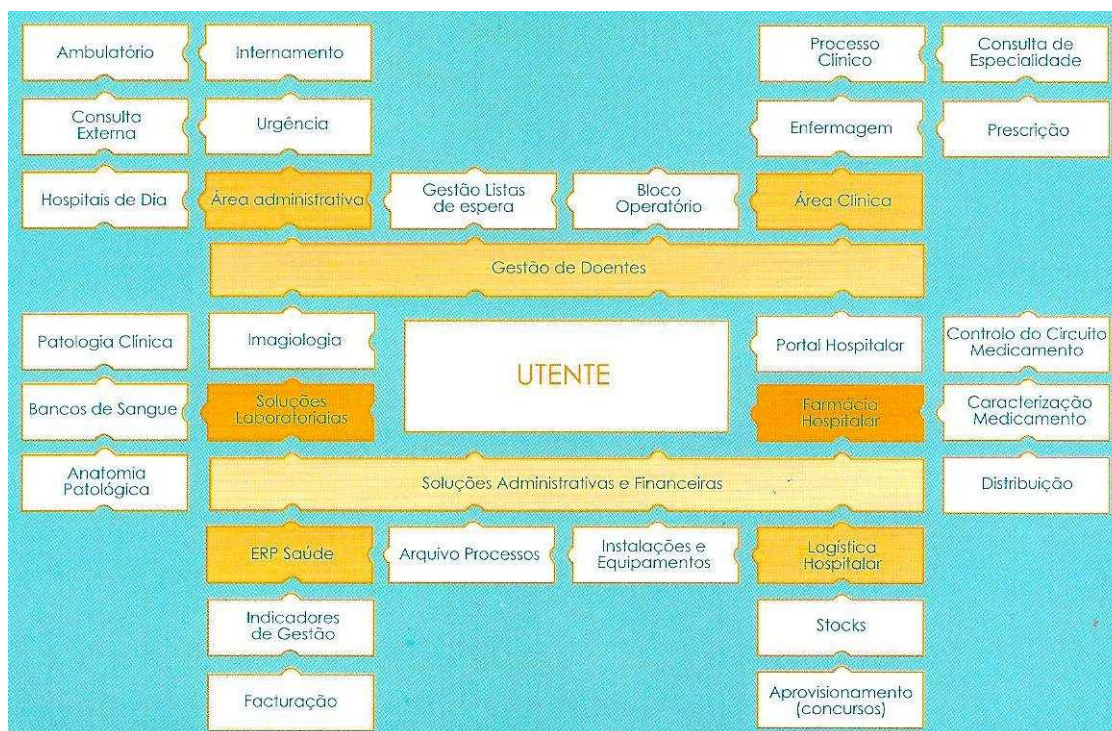 Ambulatório
Internamento
Processo
Clínico
Consulta de
Especialidade
Consulta
Externa
Urgência
Enfermagem
Prescrição
Hospitais de Dia
Área administrativa
Gestão Listas
de espera
Bloco
Operatório
Área Clínica
Gestão de Doentes
Patologia Clínica
Imagiologia
UTENTE
Portal Hospitalar
Controlo do Circuito
Medicamento
Bancos de Sangue
Soluções
Laboratoriaias
Farmácia
Hospitalar
Caracterização
Medicamento
Anatomia
Patológica
Soluções Administrativas e Financeiras
Distribuição
ERP Saúde
Arquivo Processos
Instalações e
Equipamentos
Logística
Hospitalar
Indicadores
de Gestão
Stocks
Facturação
Aprovisionamento
(concursos)